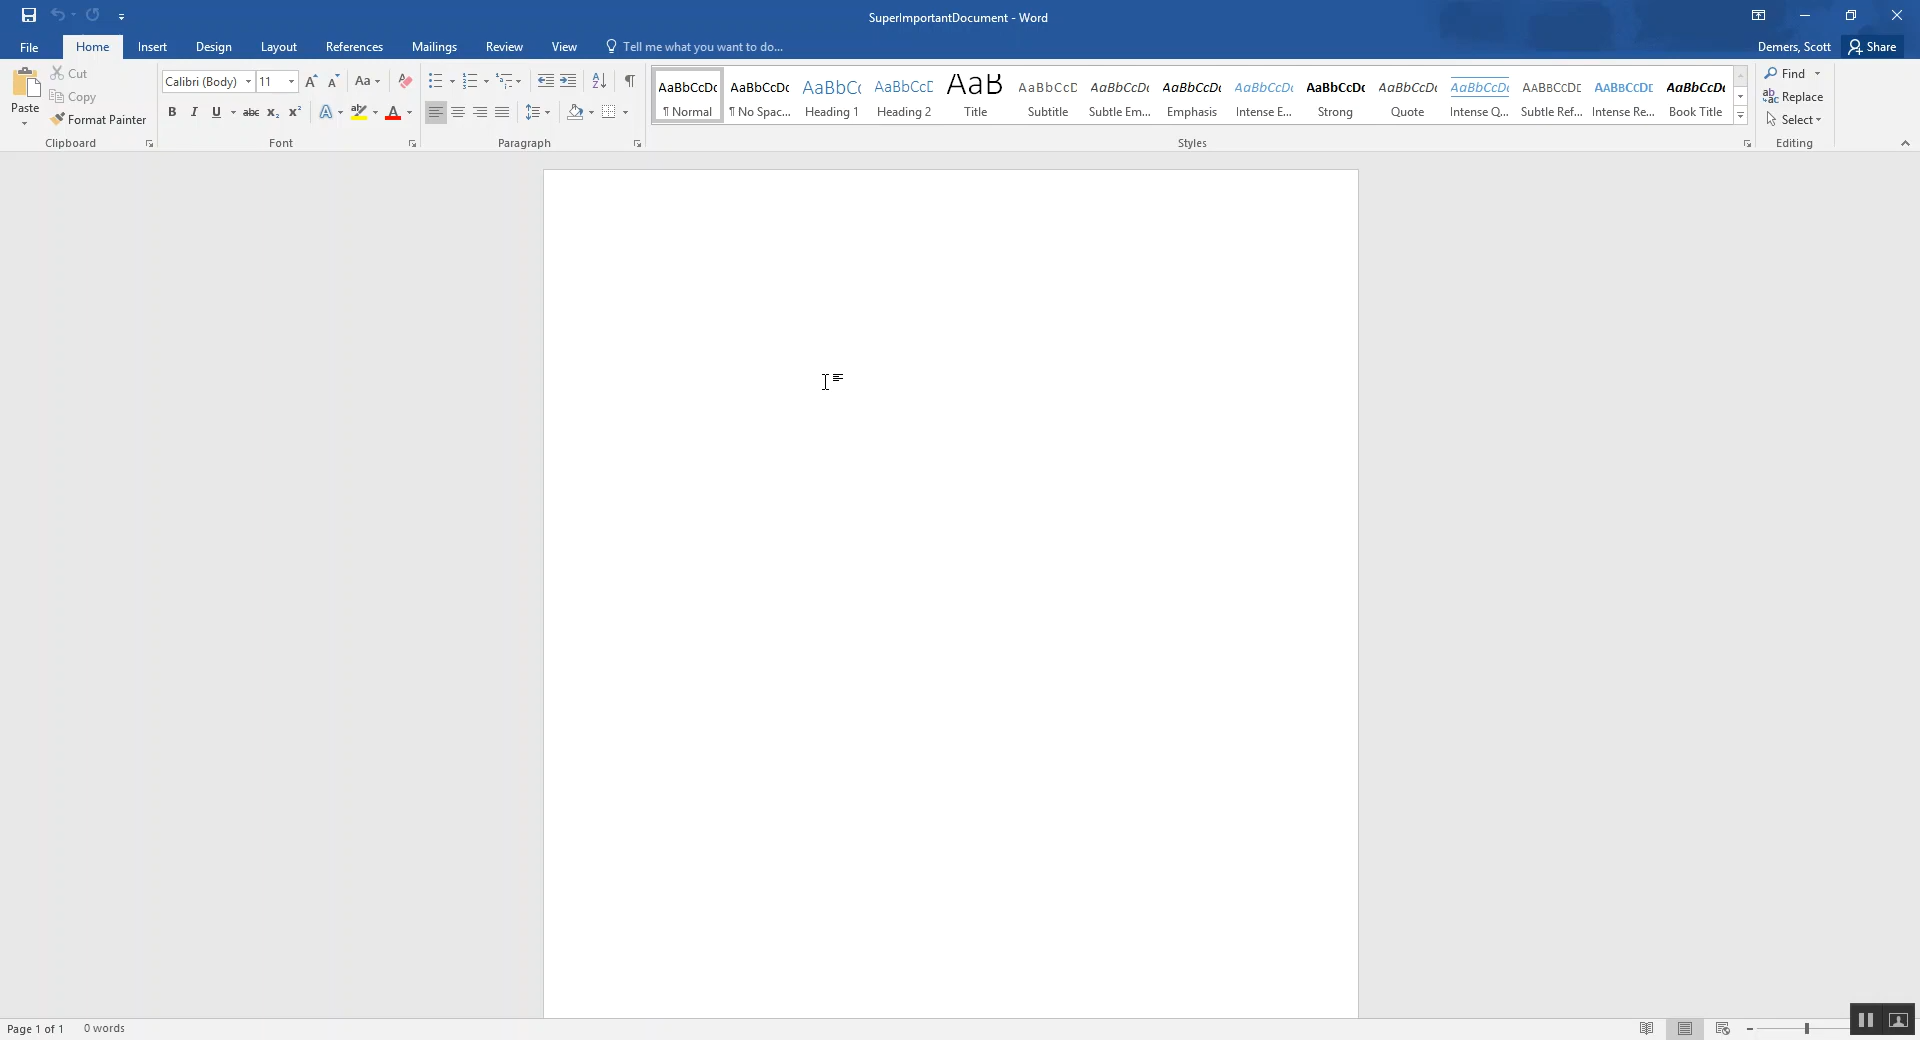 SuperImportantDocument - Word
File Home Insert Design Layout References Mailings Review View Tell me what you want to do... Demers, Scott Share
Paste
Cut
Copy
Format Painter
Clipboard
Calibri (Body) 11 Aa
B I U abc x₂ x² A ab A
Font
Paragraph
AaBbCcDc AaBbCcDc AaBbCc AaBbCcD AaB AaBbCcD AaBbCcDc AaBbCcDc AaBbCcDc AaBbCcDc AaBbCcDc AaBbCcDc AABBCCDE AABBCCDE AaBbCcDc
¶ Normal ¶ No Spac... Heading 1 Heading 2 Title Subtitle Subtle Em... Emphasis Intense E... Strong Quote Intense Q... Subtle Ref... Intense Re... Book Title
Styles
Find
Replace
Select
Editing
Page 1 of 1 0 words